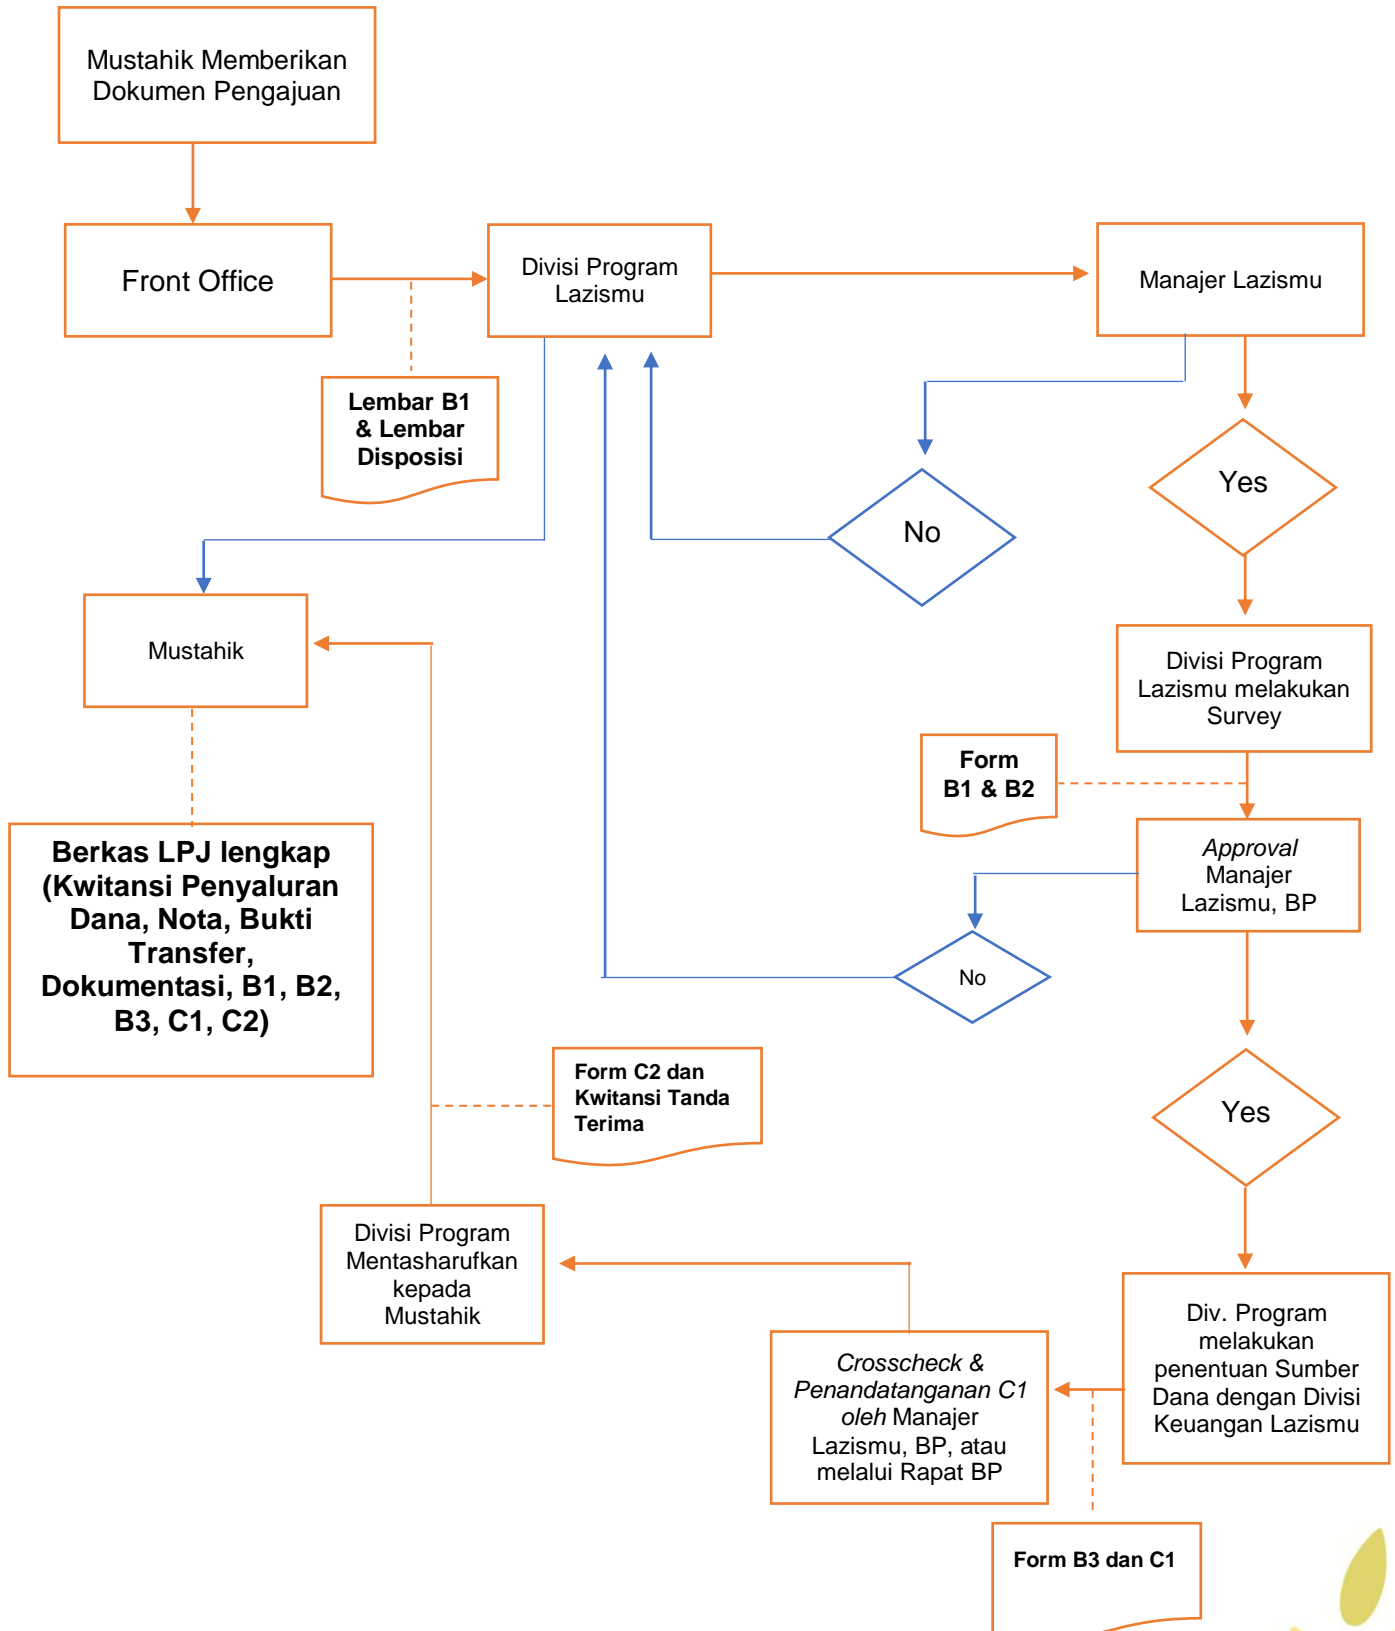 Mustahik Memberikan
Dokumen Pengajuan
Front Office
Divisi Program
Lazismu
Manajer Lazismu
Lembar B1
& Lembar
Disposisi
No
Yes
Mustahik
Divisi Program
Lazismu melakukan
Survey
Form
B1 & B2
Approval
Manajer
Lazismu, BP
Berkas LPJ lengkap
(Kwitansi Penyaluran
Dana, Nota, Bukti
Transfer,
Dokumentasi, B1, B2,
B3, C1, C2)
No
Form C2 dan
Kwitansi Tanda
Terima
Yes
Divisi Program
Mentasharufkan
kepada
Mustahik
Div. Program
melakukan
penentuan Sumber
Dana dengan Divisi
Keuangan Lazismu
Crosscheck &
Penandatanganan C1
oleh Manajer
Lazismu, BP, atau
melalui Rapat BP
Form B3 dan C1